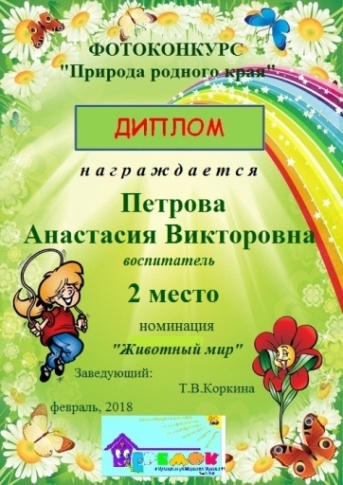 ФОТОКОНКУРС
"Природа родного края"
ДИПЛОМ
награждается
Петрова
Анастасия Викторовна
воспитатель
2 место
номинация
"Животный мир"
Заведующий:
Т.В.Коркина
февраль, 2018